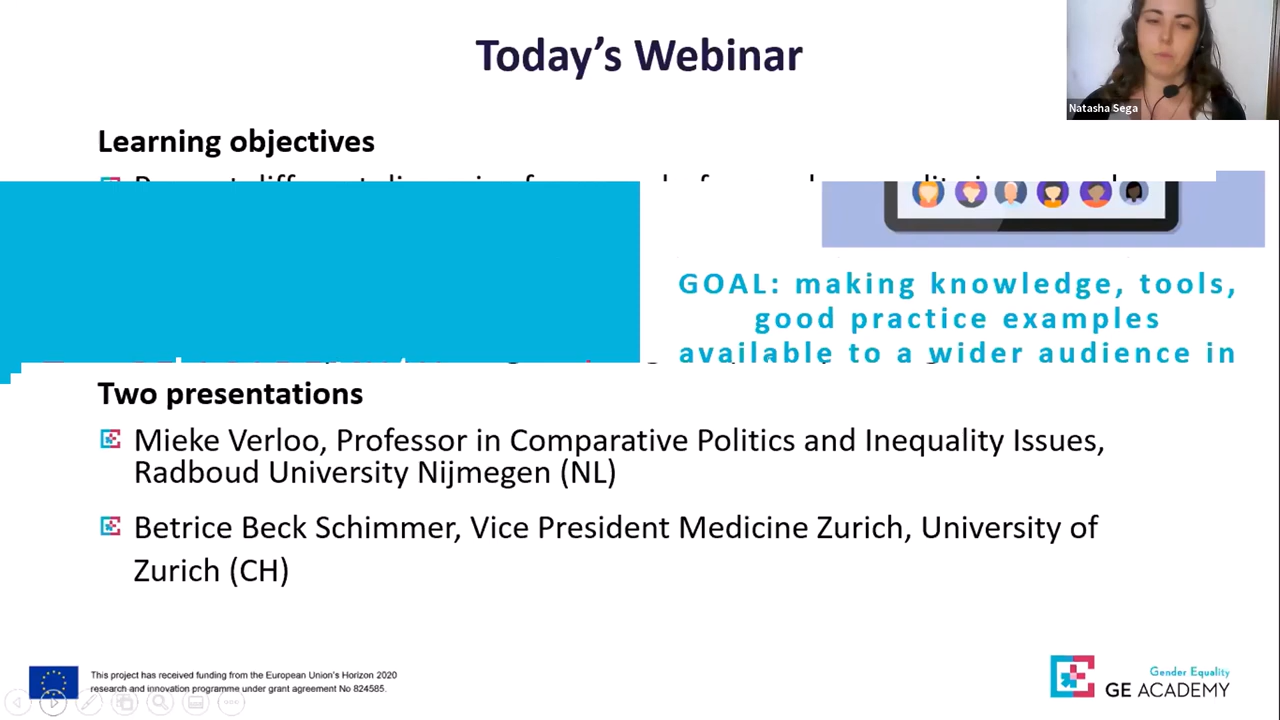 Today's Webinar
Natasha Sega
Learning objectives
GOAL: making knowledge, tools,
good practice examples
available to a wider audience in
Two presentations
Mieke Verloo, Professor in Comparative Politics and Inequality Issues,
Radboud University Nijmegen (NL)
Betrice Beck Schimmer, Vice President Medicine Zurich, University of
Zurich (CH)
This project has received funding from the European Union's Horizon 2020
research and innovation programme under grant agreement No 824585.
Gender Equality
GE ACADEMY